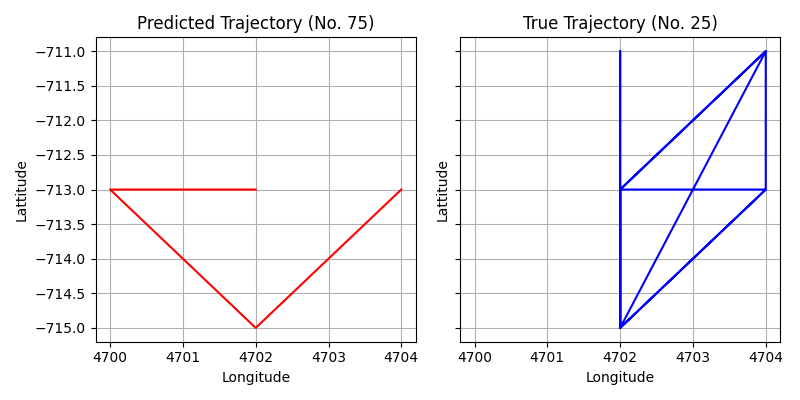 Predicted Trajectory (No. 75)
True Trajectory (No. 25)
−711.0
−711.5
−712.0
−712.5
−713.0
−713.5
−714.0
−714.5
−715.0
Lattitude
Lattitude
4700 4701 4702 4703 4704
4700 4701 4702 4703 4704
Longitude
Longitude